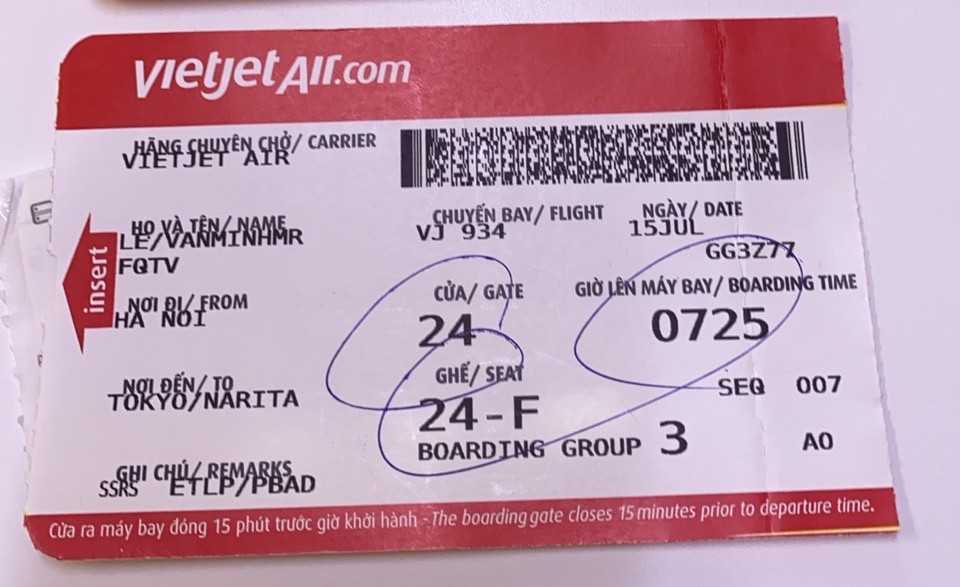 vietjetAir.com
HÃNG CHUYÊN CHỞ/ CARRIER
VIETJET AIR
HỌ VÀ TÊN/ NAME
LE/VANMINHMR
FQTV
CHUYẾN BAY/ FLIGHT
VJ 934
NGÀY/ DATE
15JUL
GG3Z77
insert
NƠI ĐI/ FROM
HA NOI
CỬA/ GATE
24
GIỜ LÊN MÁY BAY/ BOARDING TIME
0725
NƠI ĐẾN/ TO
TOKYO/NARITA
GHẾ/ SEAT
24-F
SEQ 007
BOARDING GROUP 3
AO
GHI CHÚ/ REMARKS
SSRS ETLP/PBAD
Cửa ra máy bay đóng 15 phút trước giờ khởi hành - The boarding gate closes 15 minutes prior to departure time.